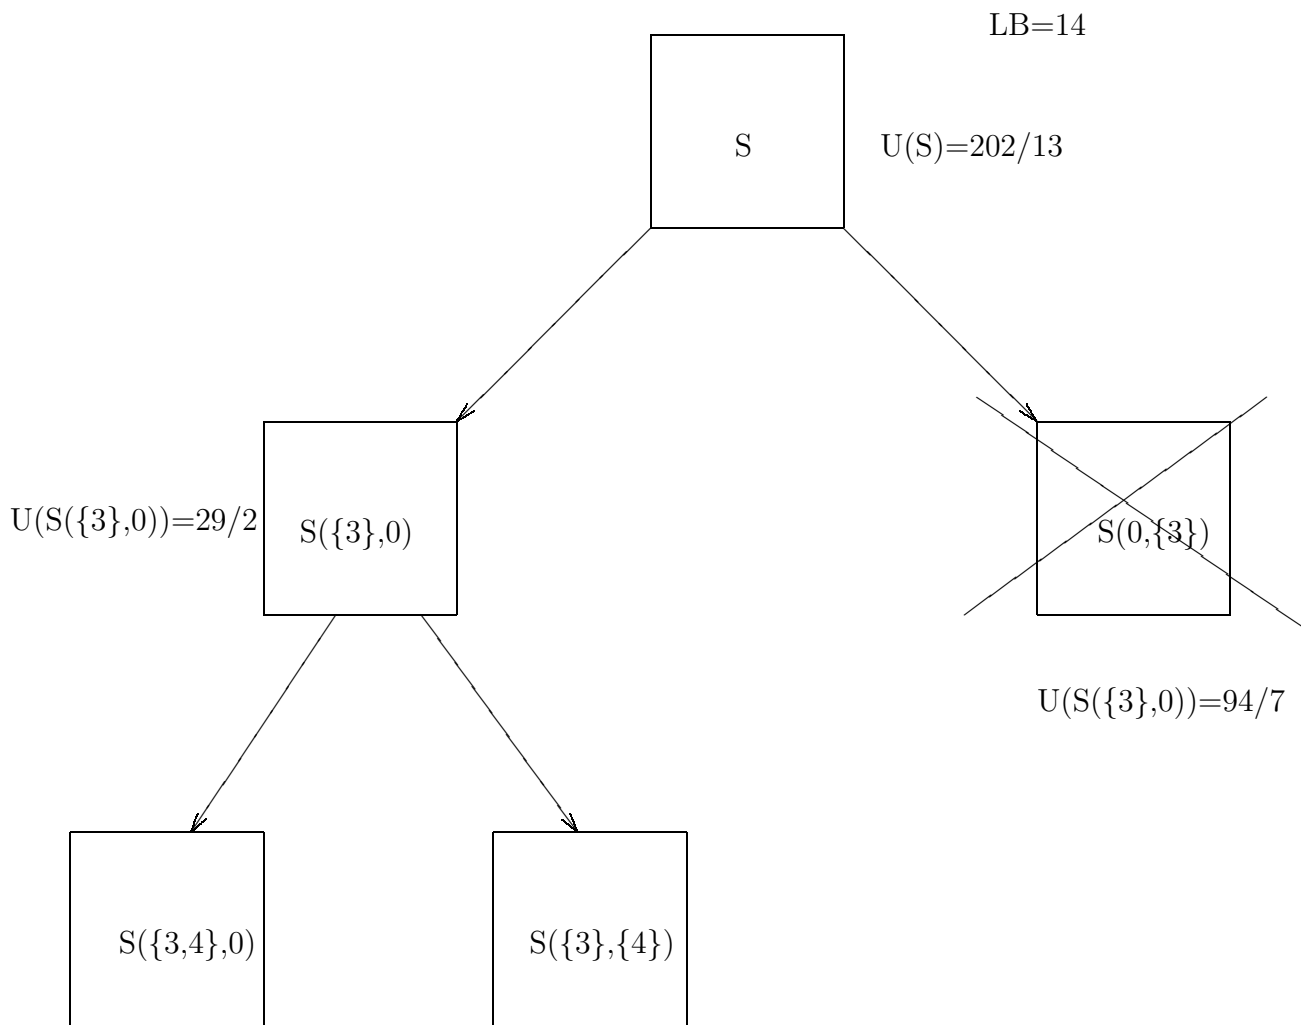 LB=14
S
U(S)=202/13
U(S({3},0))=29/2
S({3},0)
S(0,{3})
U(S({3},0))=94/7
S({3,4},0)
S({3},{4})